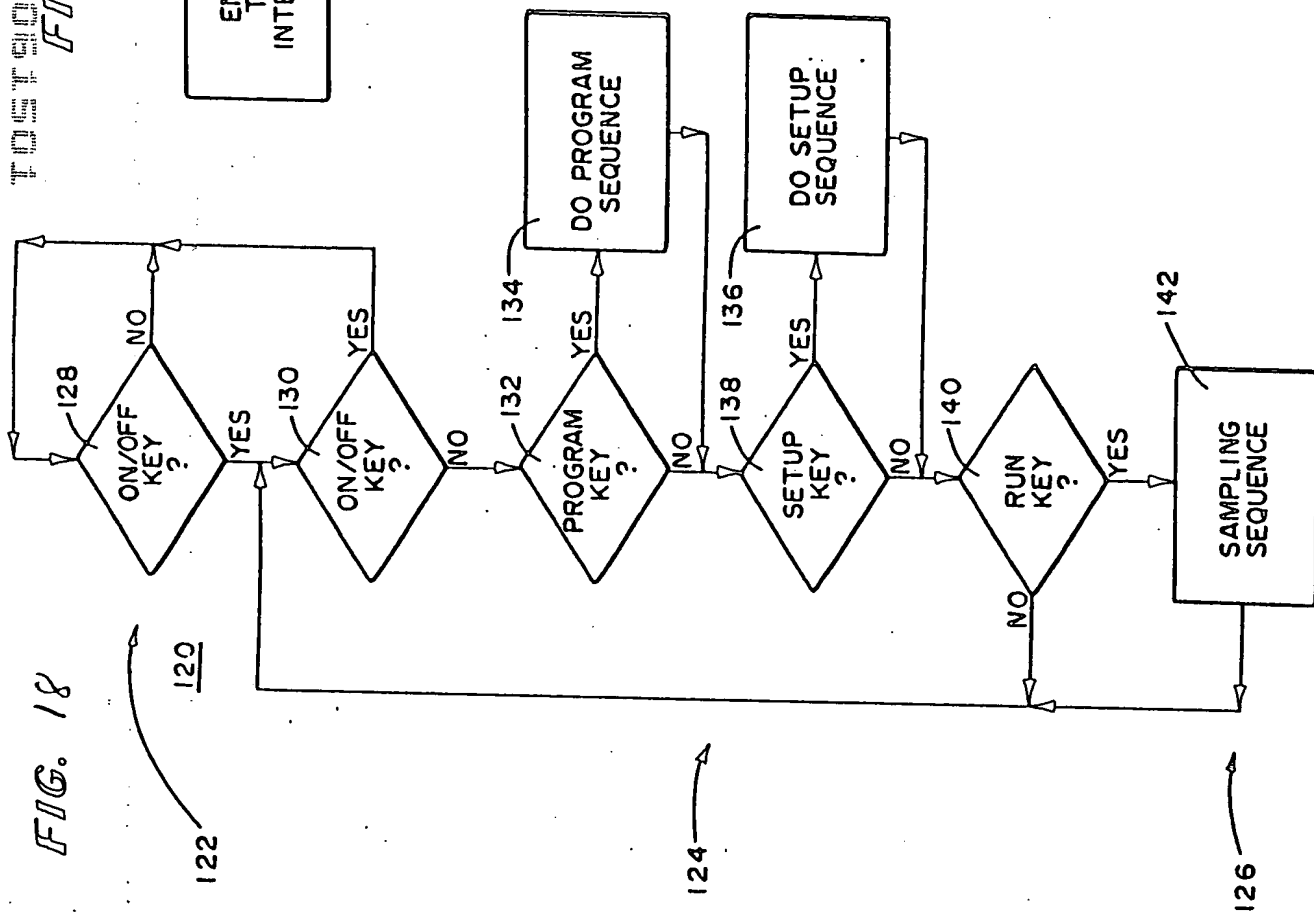 FIG. 18
120
122
124
126
ON/OFF
KEY
?
128
NO
YES
ON/OFF
KEY
?
130
YES
NO
PROGRAM
KEY
?
132
YES
NO
134
DO PROGRAM
SEQUENCE
SETUP
KEY
?
138
YES
NO
136
DO SETUP
SEQUENCE
RUN
KEY
?
140
NO
YES
SAMPLING
SEQUENCE
142